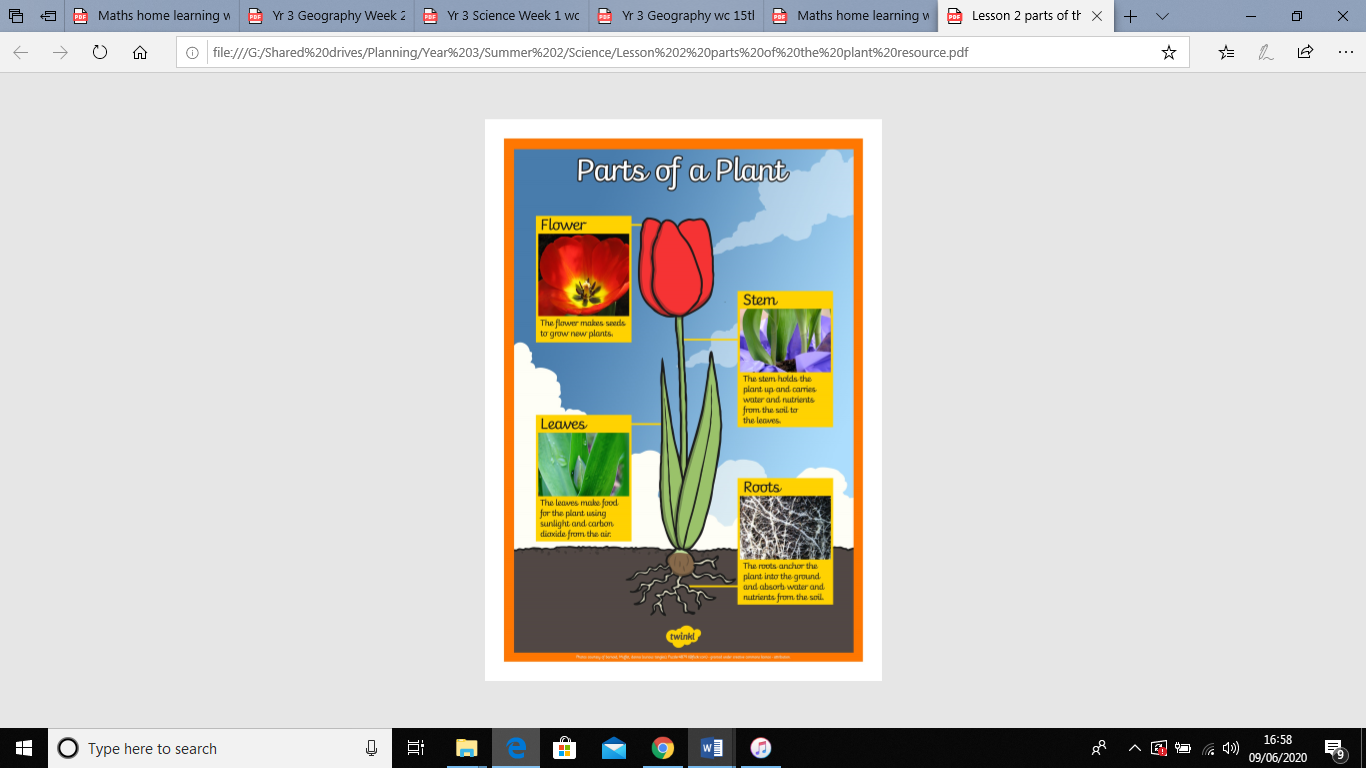 Maths home learning w
Yr 3 Geography Week 2
Yr 3 Science Week 1 wc
Yr 3 Geography wc 15tl
Maths home learning w
Lesson 2 parts of th
file:///G:/Shared%20drives/Planning/Year%203/Summer%202/Science/Lesson%202%20parts%20of%20the%20plant%20resource.pdf
Parts of a Plant
Flower
The flower makes seeds
to grow new plants.
Stem
The stem holds the
plant up and carries
water and nutrients
from the soil to
the leaves.
Leaves
The leaves make food
for the plant using
sunlight and carbon
dioxide from the air.
Roots
The roots anchor the
plant into the ground
and absorb water and
nutrients from the soil.
twinkl
Type here to search
16:58
09/06/2020
9